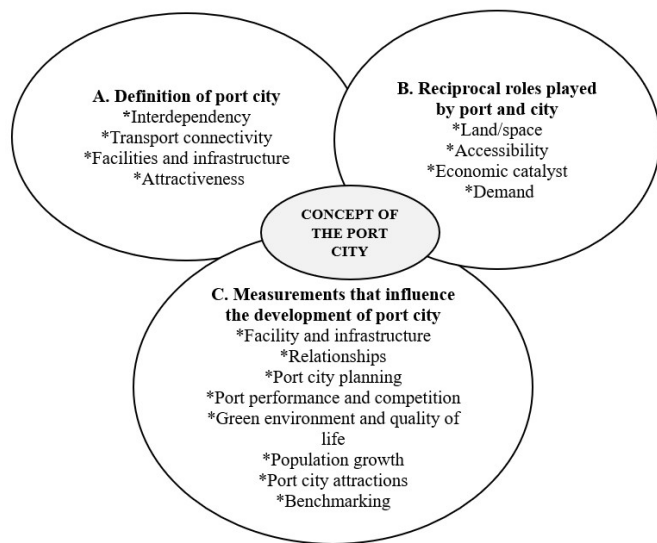 A. Definition of port city
*Interdependency
*Transport connectivity
*Facilities and infrastructure
*Attractiveness
B. Reciprocal roles played
by port and city
*Land/space
*Accessibility
*Economic catalyst
*Demand
CONCEPT OF
THE PORT
CITY
C. Measurements that influence
the development of port city
*Facility and infrastructure
*Relationships
*Port city planning
*Port performance and competition
*Green environment and quality of
life
*Population growth
*Port city attractions
*Benchmarking